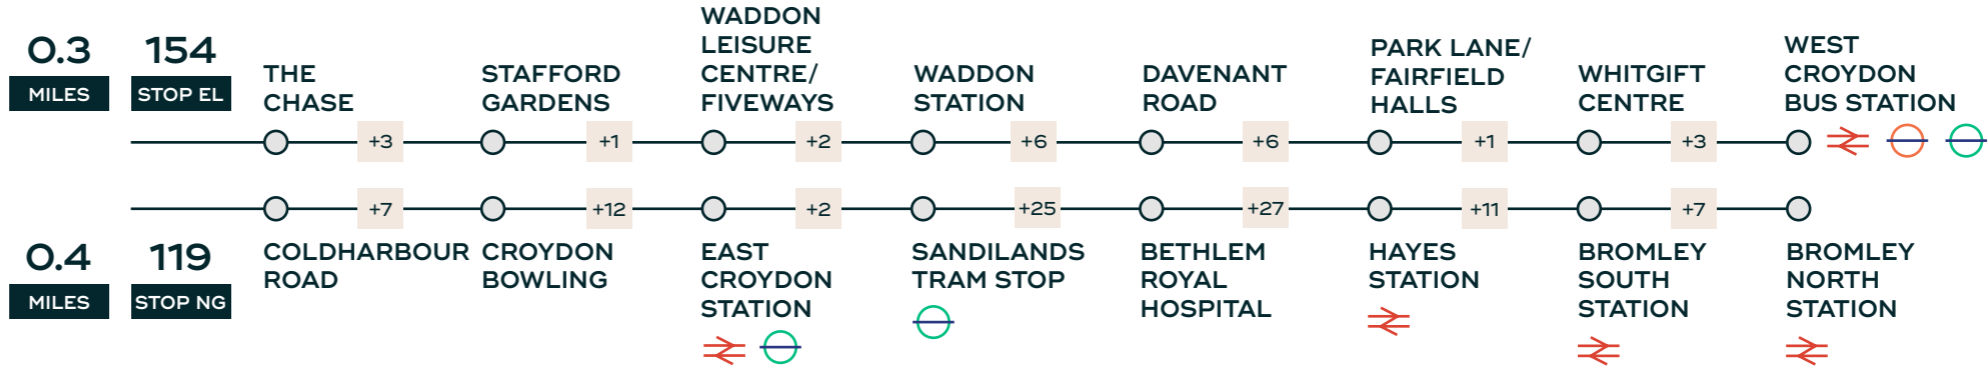 0.3
MILES
154
STOP EL
THE
CHASE
STAFFORD
GARDENS
WADDON
LEISURE
CENTRE/
FIVEWAYS
WADDON
STATION
DAVENANT
ROAD
PARK LANE/
FAIRFIELD
HALLS
WHITGIFT
CENTRE
WEST
CROYDON
BUS STATION
+3
+1
+2
+6
+6
+1
+3
+7
+12
+2
+25
+27
+11
+7
0.4
MILES
119
STOP NG
COLDHARBOUR
ROAD
CROYDON
BOWLING
EAST
CROYDON
STATION
SANDILANDS
TRAM STOP
BETHLEM
ROYAL
HOSPITAL
HAYES
STATION
BROMLEY
SOUTH
STATION
BROMLEY
NORTH
STATION